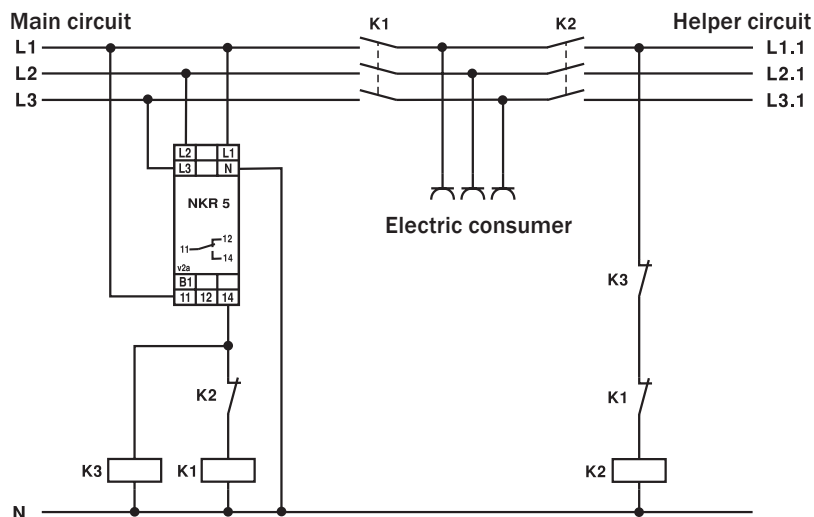 Main circuit K1 K2 Helper circuit
L1 L1.1
L2 L2.1
L3 L3.1
L2 L1
L3 N
NKR 5
Electric consumer
12
11
14
v2a
B1
11 12 14
K3
K2 K1
K3 K1 K2
N